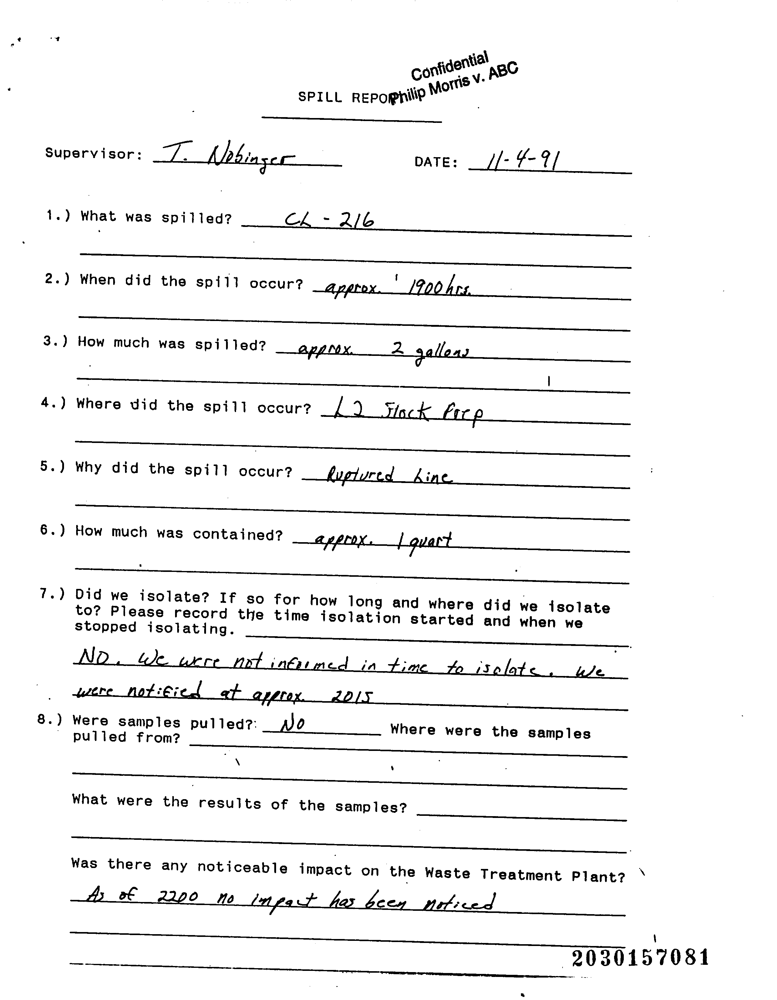 Confidential
SPILL REPORT Philip Morris v. ABC
Supervisor: T. Nobinger DATE: 11-4-91
1.) What was spilled? CL - 216
2.) When did the spill occur? approx. 1900 hrs.
3.) How much was spilled? approx. 2 gallons
4.) Where did the spill occur? L2 Flock Prep
5.) Why did the spill occur? Ruptured Line
6.) How much was contained? approx. 1 quart
7.) Did we isolate? If so for how long and where did we isolate
to? Please record the time isolation started and when we
stopped isolating.
NO. We were not informed in time to isolate. We
were notified at approx. 2015
8.) Were samples pulled?: NO Where were the samples
pulled from?
What were the results of the samples?
Was there any noticeable impact on the Waste Treatment Plant?
As of 2200 no impact has been noticed
2030157081